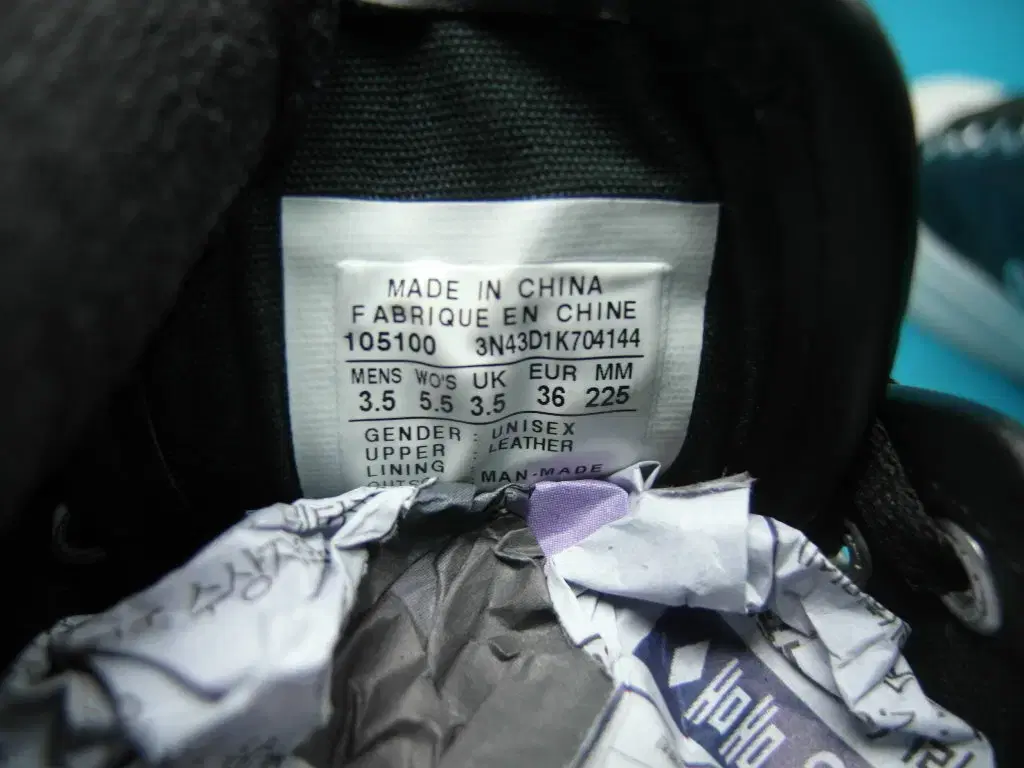 MADE IN CHINA
FABRIQUE EN CHINE
105100 3N43D1K704144
MENS WO'S UK EUR MM
3.5 5.5 3.5 36 225
GENDER : UNISEX
UPPER : LEATHER
LINING : MAN-MADE
HOHO